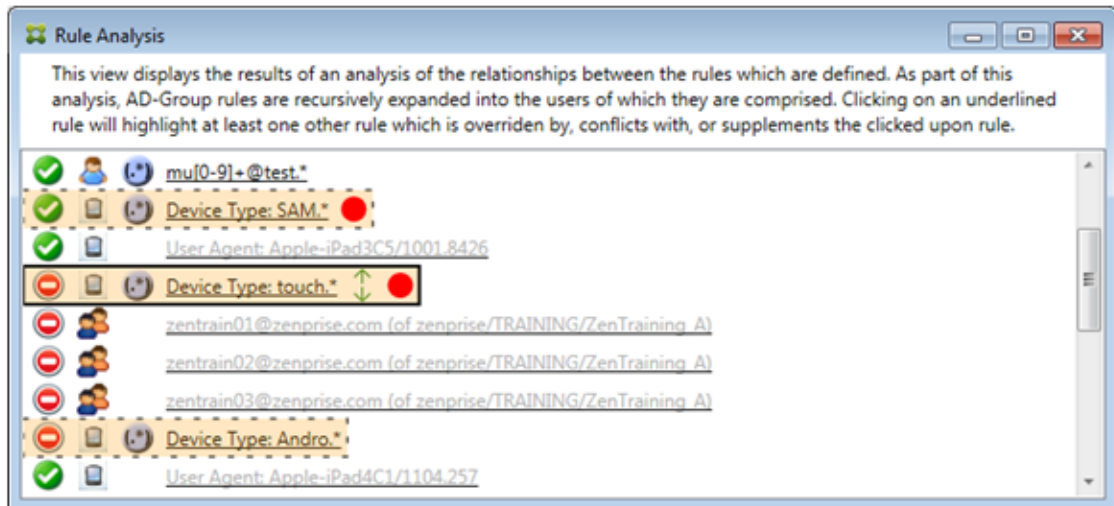 Rule Analysis
This view displays the results of an analysis of the relationships between the rules which are defined. As part of this
analysis, AD-Group rules are recursively expanded into the users of which they are comprised. Clicking on an underlined
rule will highlight at least one other rule which is overriden by, conflicts with, or supplements the clicked upon rule.
(.*) mu[0-9]+@test.*
(.*) Device Type: SAM.*
User Agent: Apple-iPad3C5/1001.8426
(.*) Device Type: touch.*
zentrain01@zenprise.com (of zenprise/TRAINING/ZenTraining A)
zentrain02@zenprise.com (of zenprise/TRAINING/ZenTraining A)
zentrain03@zenprise.com (of zenprise/TRAINING/ZenTraining A)
(.*) Device Type: Andro.*
User Agent: Apple-iPad4C1/1104.257